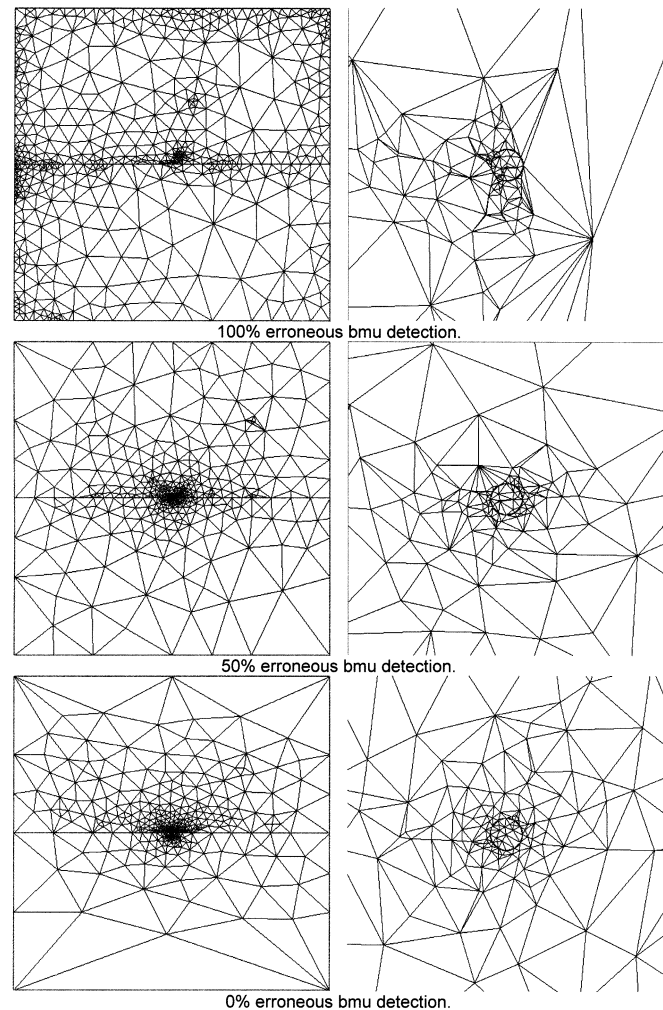 100% erroneous bmu detection.
50% erroneous bmu detection.
0% erroneous bmu detection.